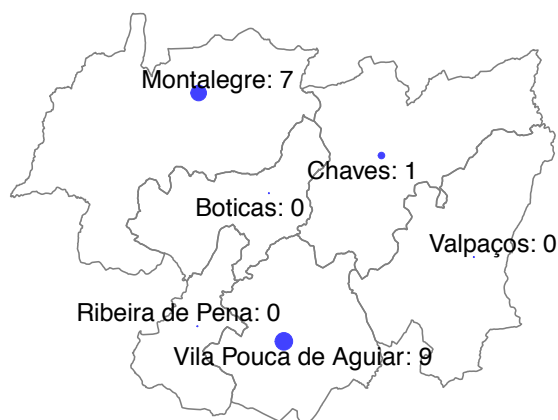 Montalegre: 7
Chaves: 1
Boticas: 0
Valpaços: 0
Ribeira de Pena: 0
Vila Pouca de Aguiar: 9